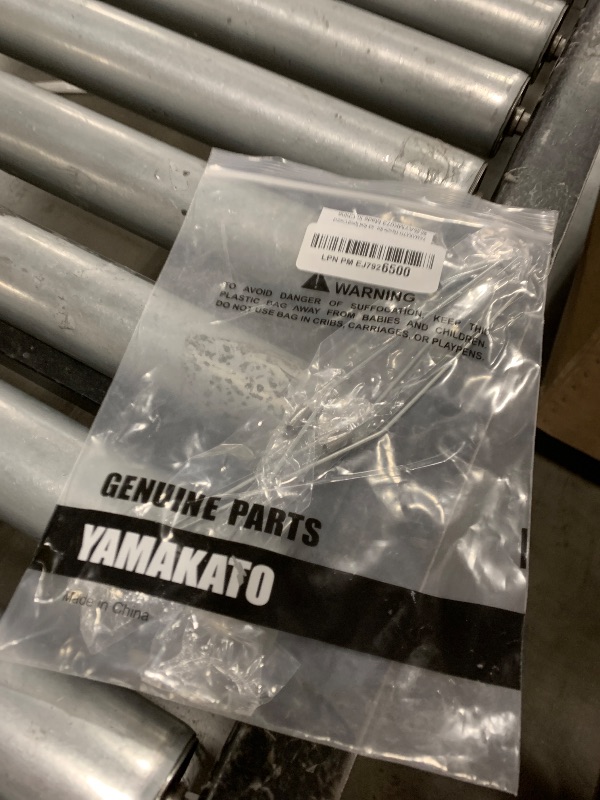 LPN PM EJ7926500
WARNING
TO AVOID DANGER OF SUFFOCATION, KEEP THIS
PLASTIC BAG AWAY FROM BABIES AND CHILDREN.
DO NOT USE BAG IN CRIBS, CARRIAGES, OR PLAYPENS.
GENUINE PARTS
YAMAKATO
Made in China